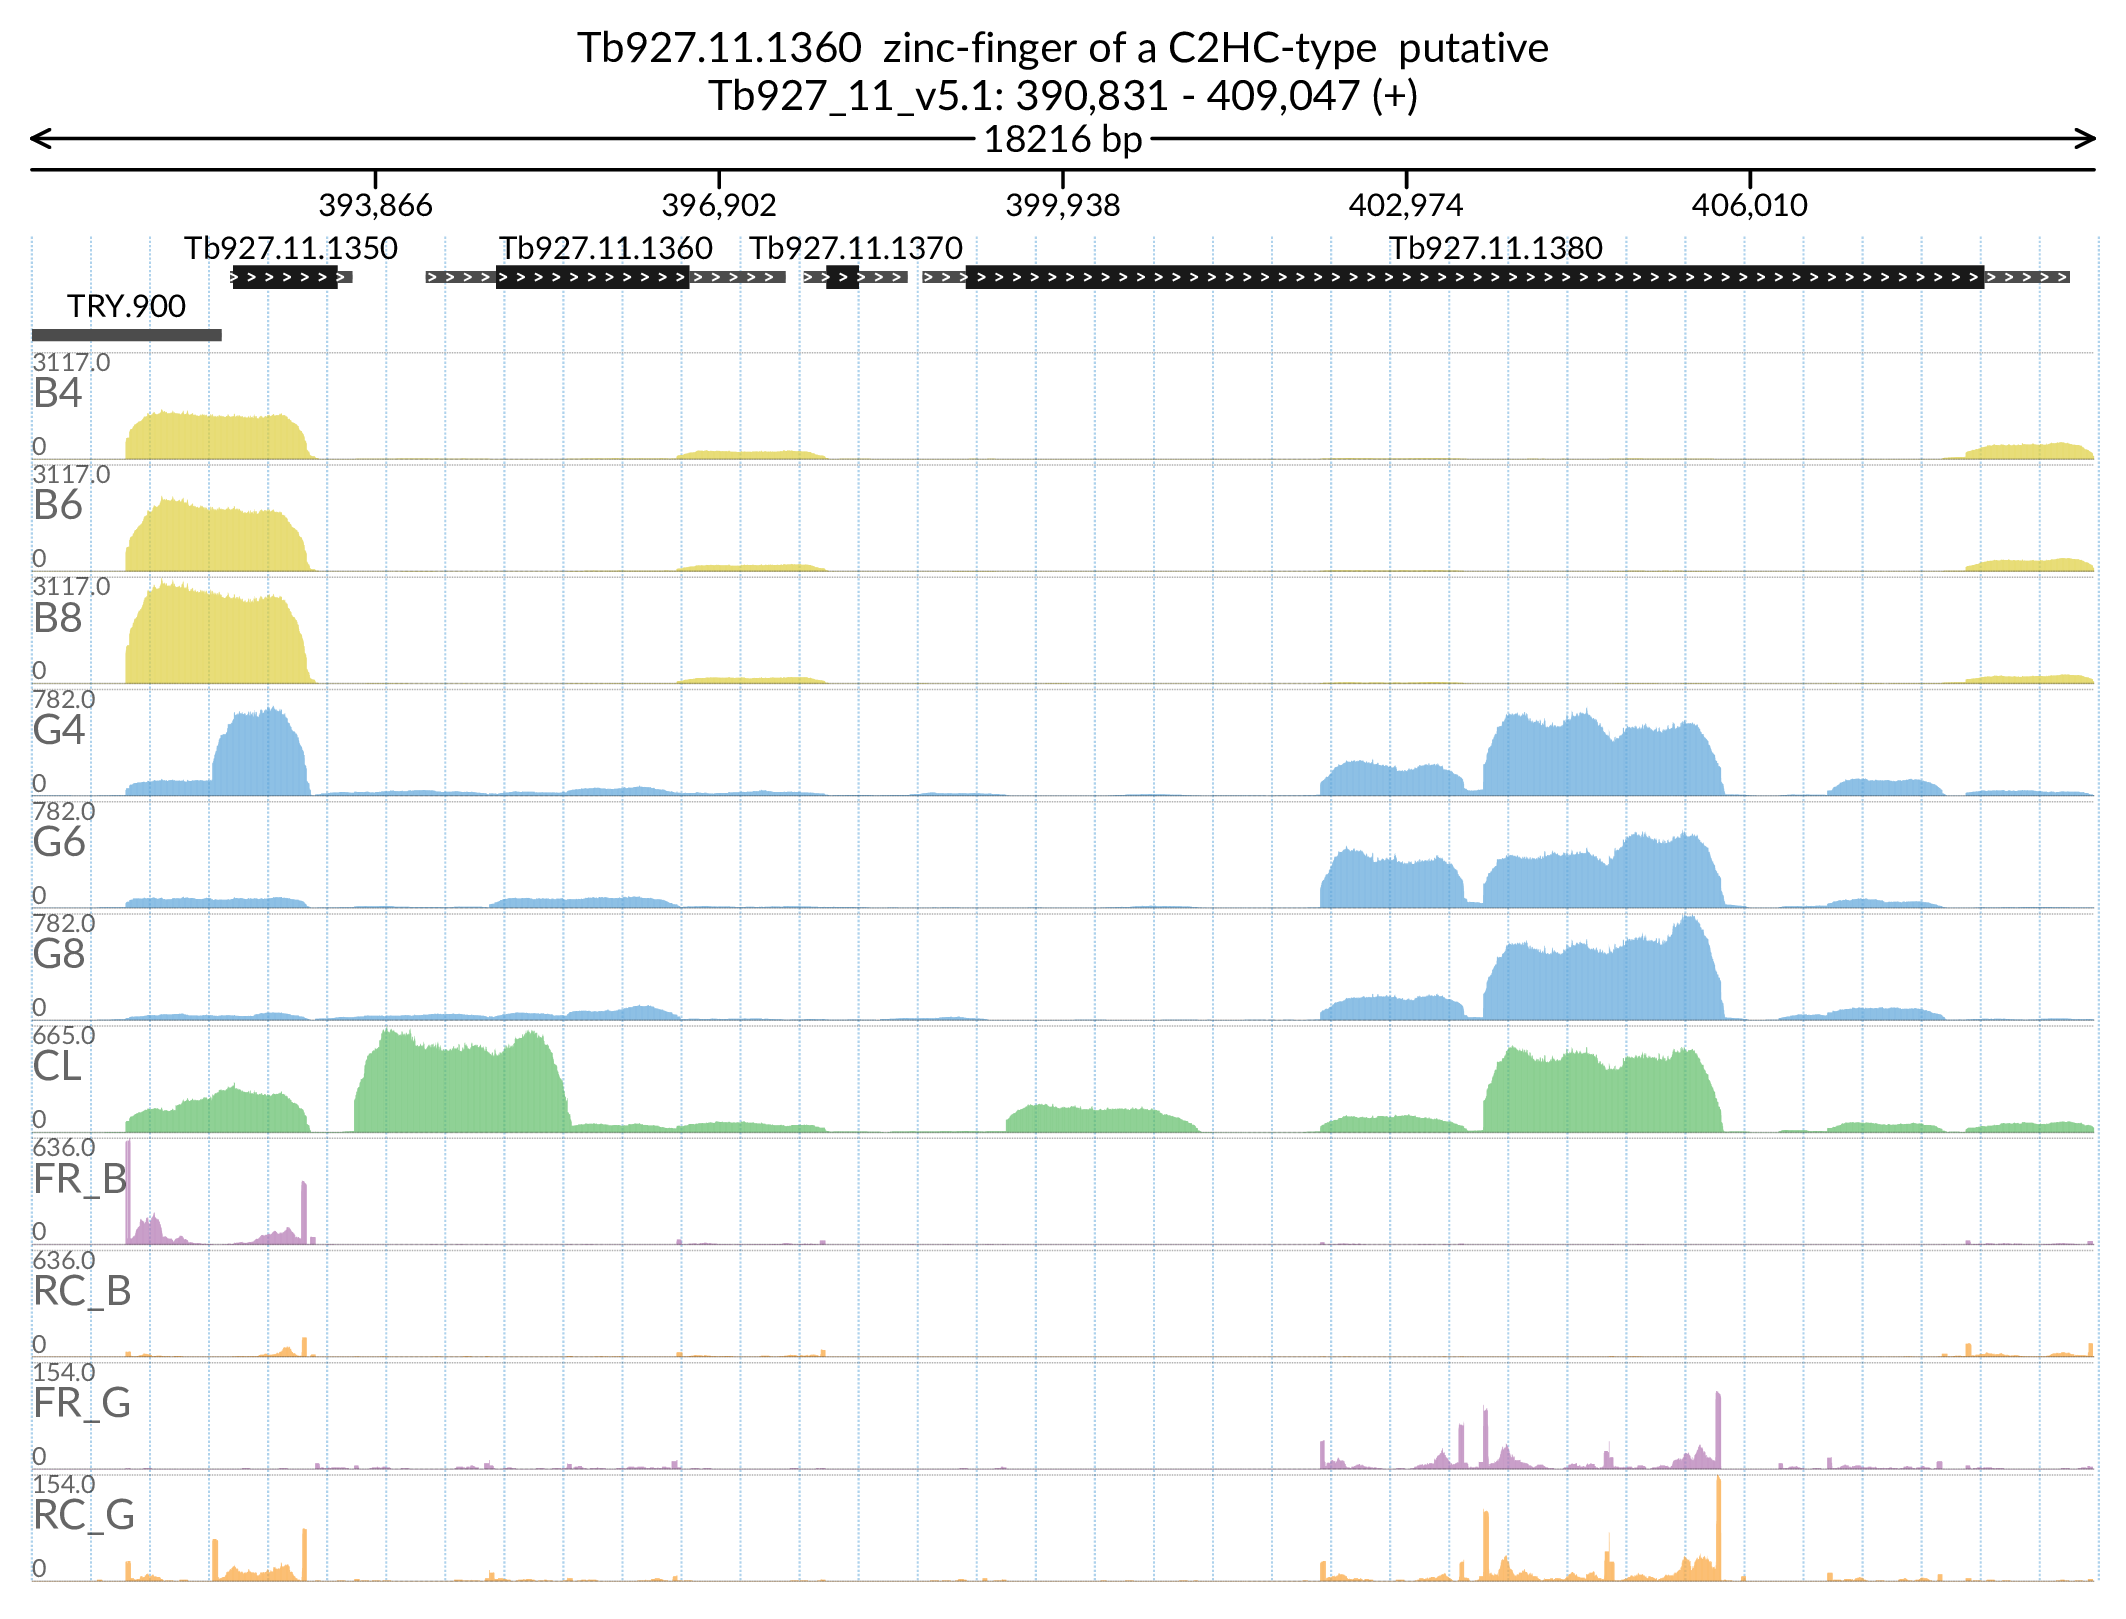 Tb927.11.1360  zinc-finger of a C2HC-type  putative
Tb927_11_v5.1: 390,831 - 409,047 (+)
18216 bp
393,866 396,902 399,938 402,974 406,010
Tb927.11.1350 Tb927.11.1360 Tb927.11.1370 Tb927.11.1380
TRY.900
3117.0
B4
0
3117.0
B6
0
3117.0
B8
0
782.0
G4
0
782.0
G6
0
782.0
G8
0
665.0
CL
0
636.0
FR_B
0
636.0
RC_B
0
154.0
FR_G
0
154.0
RC_G
0